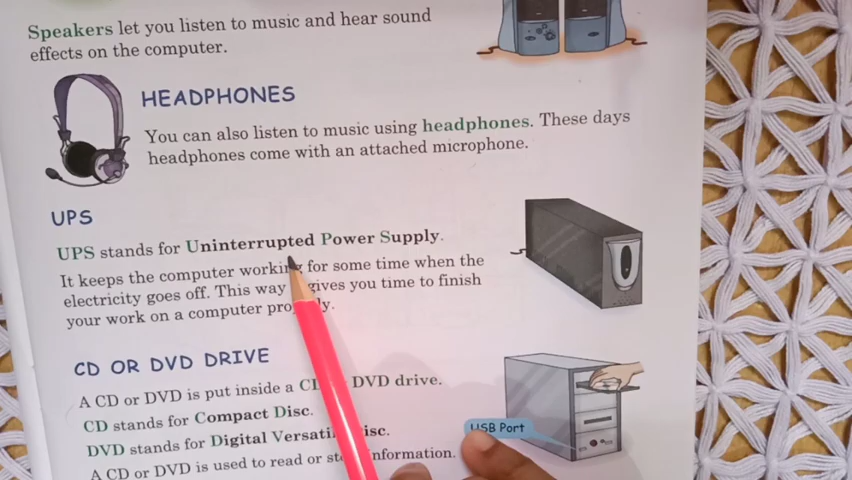 Speakers let you listen to music and hear sound
effects on the computer.
HEADPHONES
You can also listen to music using headphones. These days
headphones come with an attached microphone.
UPS
UPS stands for Uninterrupted Power Supply.
It keeps the computer working for some time when the
electricity goes off. This way gives you time to finish
your work on a computer
CD OR DVD DRIVE
A CD or DVD is put inside a DVD drive.
CD stands for Compact Disc.
DVD stands for Digital Versatile Disc.
A CD or DVD is used to read or information.
USB Port